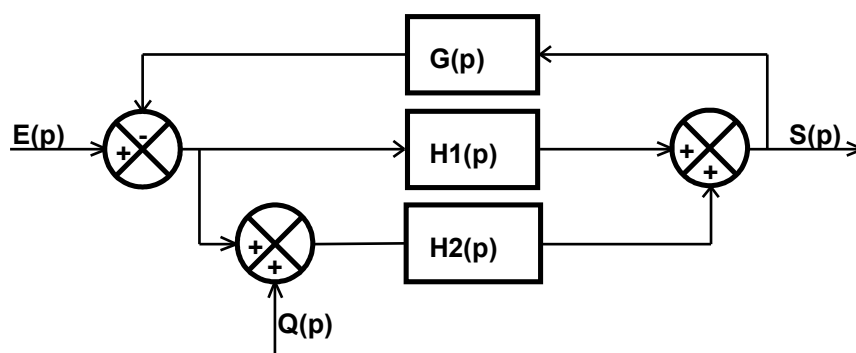 G(p)
E(p)
-
+
H1(p)
+
+
S(p)
+
+
H2(p)
Q(p)